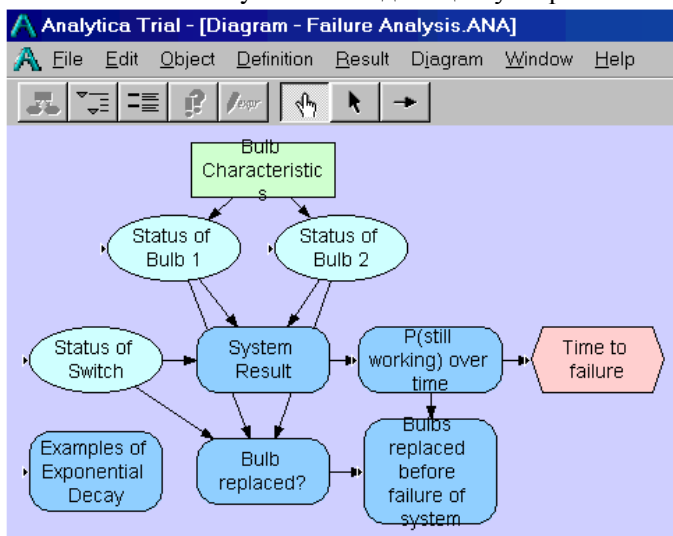 Analytica Trial - [Diagram - Failure Analysis.ANA]
File Edit Object Definition Result Diagram Window Help
expr
Bulb
Characteristic
s
Status of
Bulb 1
Status of
Bulb 2
Status of
Switch
System
Result
P(still
working) over
time
Time to
failure
Examples of
Exponential
Decay
Bulb
replaced?
Bulbs
replaced
before
failure of
system